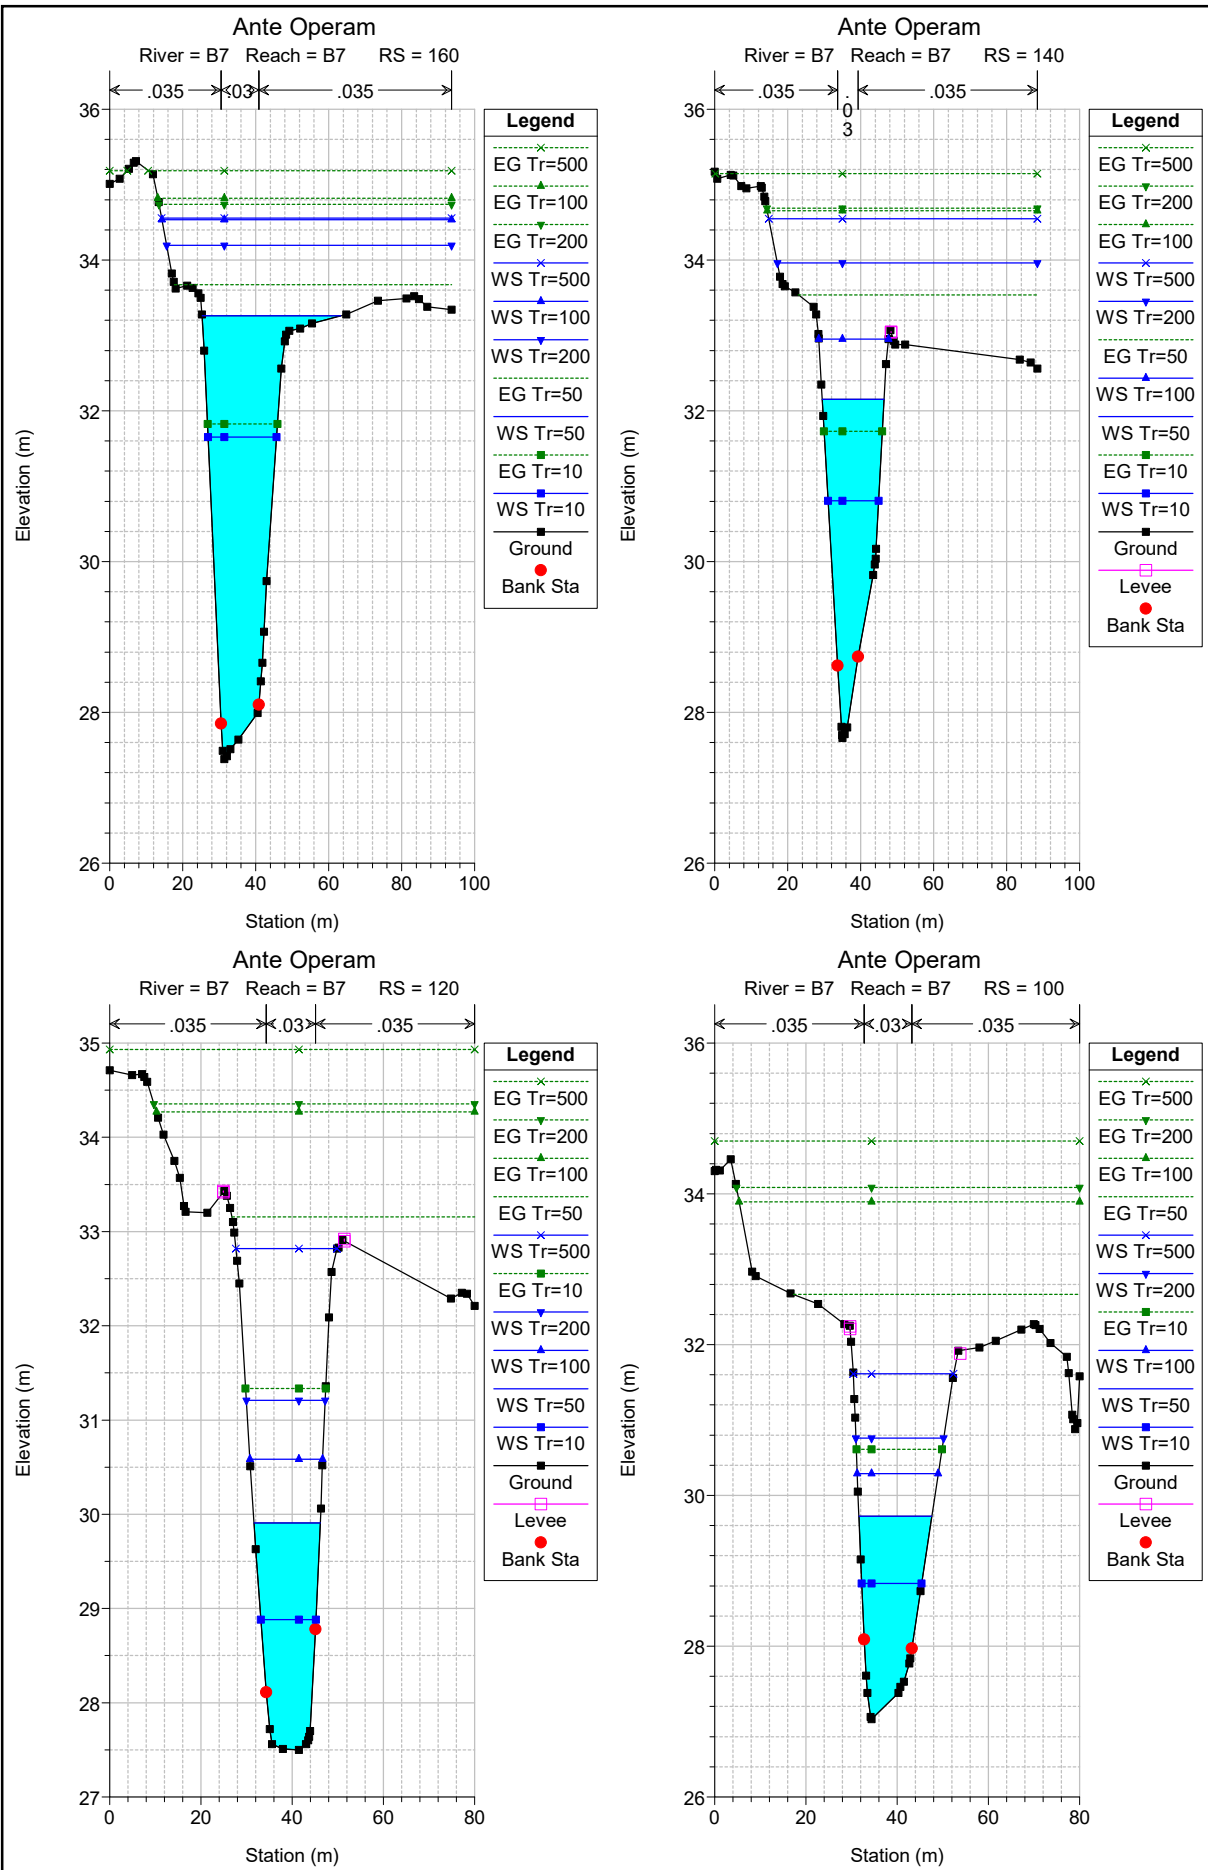 Ante Operam
River = B7 Reach = B7 RS = 160
.035 .03 .035
36
34
32
30
28
26
0 20 40 60 80 100
Station (m)
Elevation (m)
Legend
EG Tr=500
EG Tr=100
EG Tr=200
WS Tr=500
WS Tr=100
WS Tr=200
EG Tr=50
WS Tr=50
EG Tr=10
WS Tr=10
Ground
Bank Sta
Ante Operam
River = B7 Reach = B7 RS = 140
.035 .03 .035
36
34
32
30
28
26
0 20 40 60 80 100
Station (m)
Elevation (m)
Legend
EG Tr=500
EG Tr=200
EG Tr=100
WS Tr=500
WS Tr=200
EG Tr=50
WS Tr=100
WS Tr=50
EG Tr=10
WS Tr=10
Ground
Levee
Bank Sta
Ante Operam
River = B7 Reach = B7 RS = 120
.035 .03 .035
35
34
33
32
31
30
29
28
27
0 20 40 60 80
Station (m)
Elevation (m)
Legend
EG Tr=500
EG Tr=200
EG Tr=100
EG Tr=50
WS Tr=500
EG Tr=10
WS Tr=200
WS Tr=100
WS Tr=50
WS Tr=10
Ground
Levee
Bank Sta
Ante Operam
River = B7 Reach = B7 RS = 100
.035 .03 .035
36
34
32
30
28
26
0 20 40 60 80
Station (m)
Elevation (m)
Legend
EG Tr=500
EG Tr=200
EG Tr=100
EG Tr=50
WS Tr=500
WS Tr=200
EG Tr=10
WS Tr=100
WS Tr=50
WS Tr=10
Ground
Levee
Bank Sta